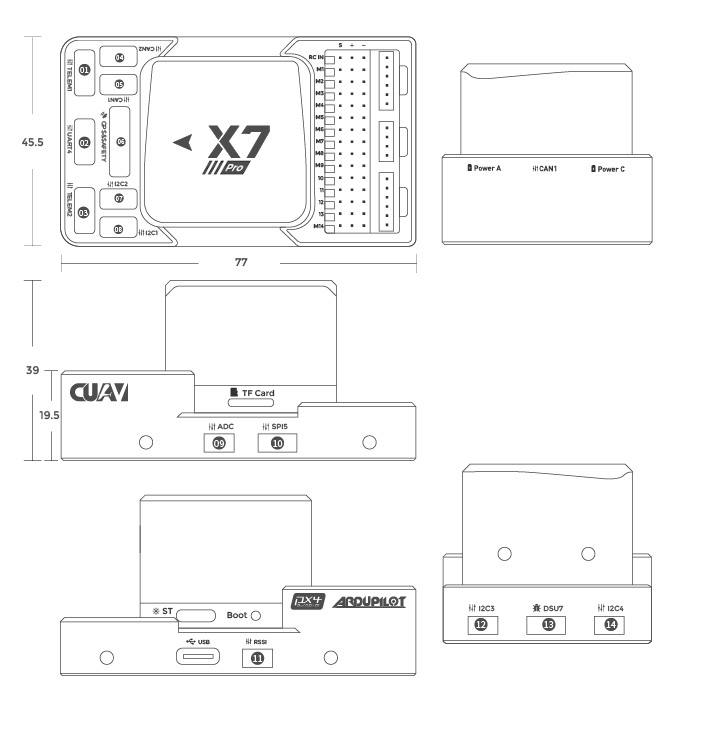 04
CAN2
S + -
RC IN
M1
M2
M3
M4
M5
M6
M7
M8
M9
10
11
12
13
M14
01
TELEM1
05
CAN1
GPS&SAFETY
06
02
UART4
X7
Pro
I2C2
07
03
TELEM2
08
I2C1
45.5
77
Power A
CAN1
Power C
39
19.5
CUAV
TF Card
ADC
SPI5
09
10
ST
Boot
PX4
ARDUPILOT
USB
RSSI
11
I2C3
DSU7
I2C4
12
13
14